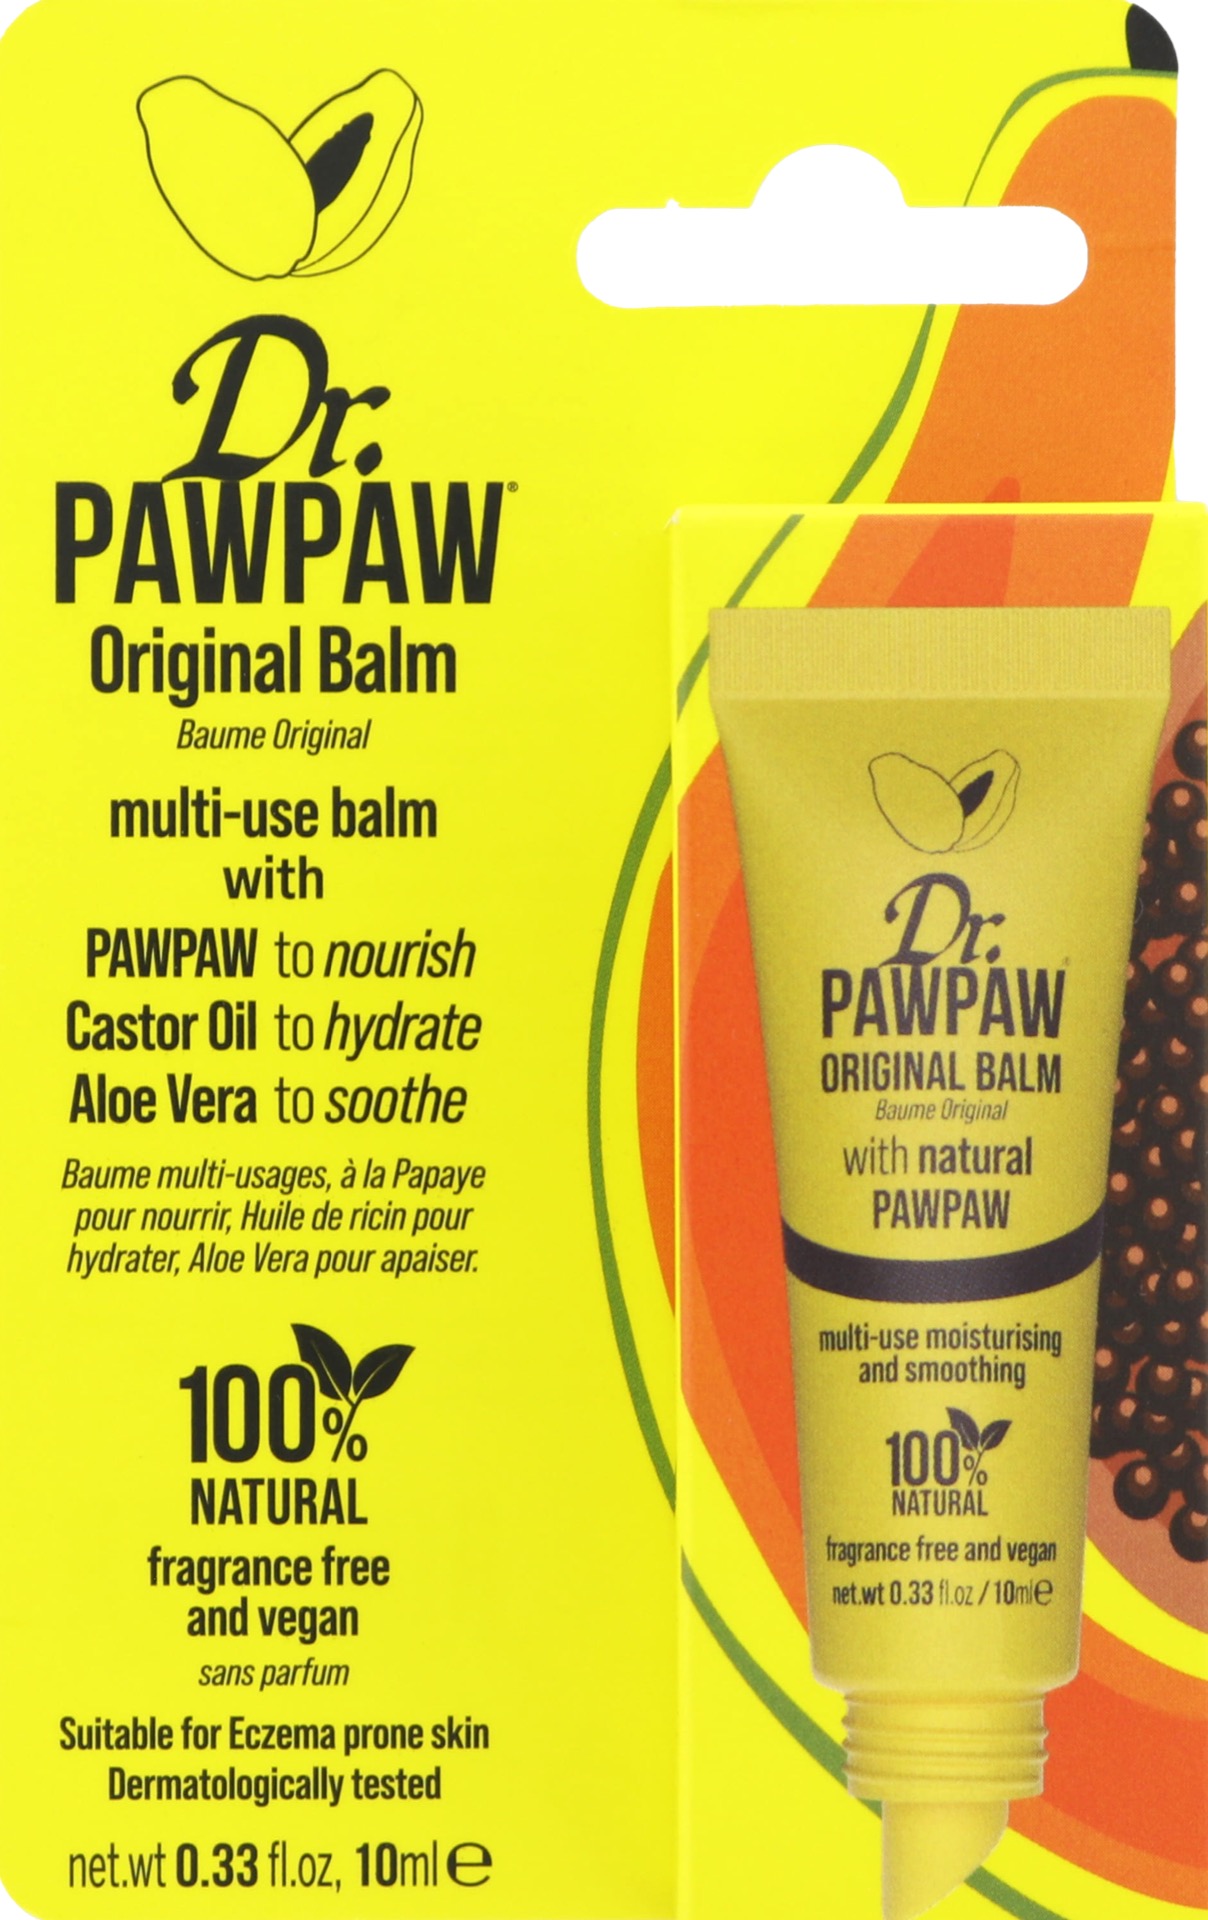 Dr.
PAWPAW®
Original Balm
Baume Original
multi-use balm
with
PAWPAW to nourish
Castor Oil to hydrate
Aloe Vera to soothe
Baume multi-usages, à la Papaye
pour nourrir, Huile de ricin pour
hydrater, Aloe Vera pour apaiser.
100%
NATURAL
fragrance free
and vegan
sans parfum
Suitable for Eczema prone skin
Dermatologically tested
net.wt 0.33 fl.oz, 10ml ℮
Dr.
PAWPAW®
ORIGINAL BALM
Baume Original
with natural
PAWPAW
multi-use moisturising
and smoothing
100%
NATURAL
fragrance free and vegan
net.wt 0.33 fl.oz / 10ml℮